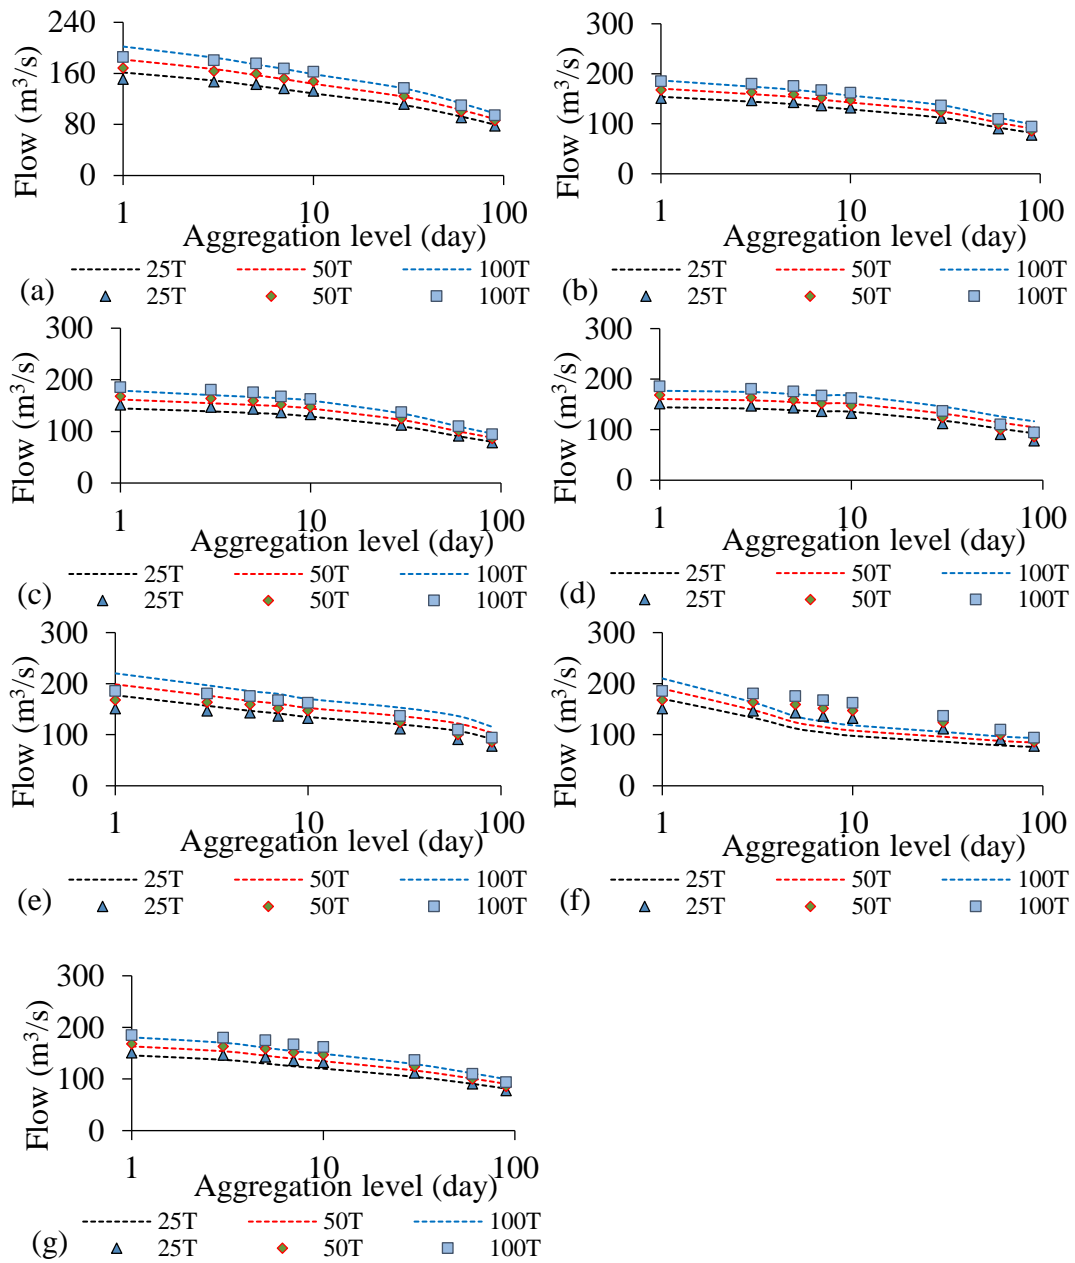 240
160
80
0
Flow (m³/s)
1 10 100
Aggregation level (day)
25T 50T 100T
(a) 25T 50T 100T
300
200
100
0
Flow (m³/s)
1 10 100
Aggregation level (day)
25T 50T 100T
(b) 25T 50T 100T
300
200
100
0
Flow (m³/s)
1 10 100
Aggregation level (day)
25T 50T 100T
(c) 25T 50T 100T
300
200
100
0
Flow (m³/s)
1 10 100
Aggregation level (day)
25T 50T 100T
(d) 25T 50T 100T
300
200
100
0
Flow (m³/s)
1 10 100
Aggregation level (day)
25T 50T 100T
(e) 25T 50T 100T
300
200
100
0
Flow (m³/s)
1 10 100
Aggregation level (day)
25T 50T 100T
(f) 25T 50T 100T
300
200
100
0
Flow (m³/s)
1 10 100
Aggregation level (day)
25T 50T 100T
(g) 25T 50T 100T